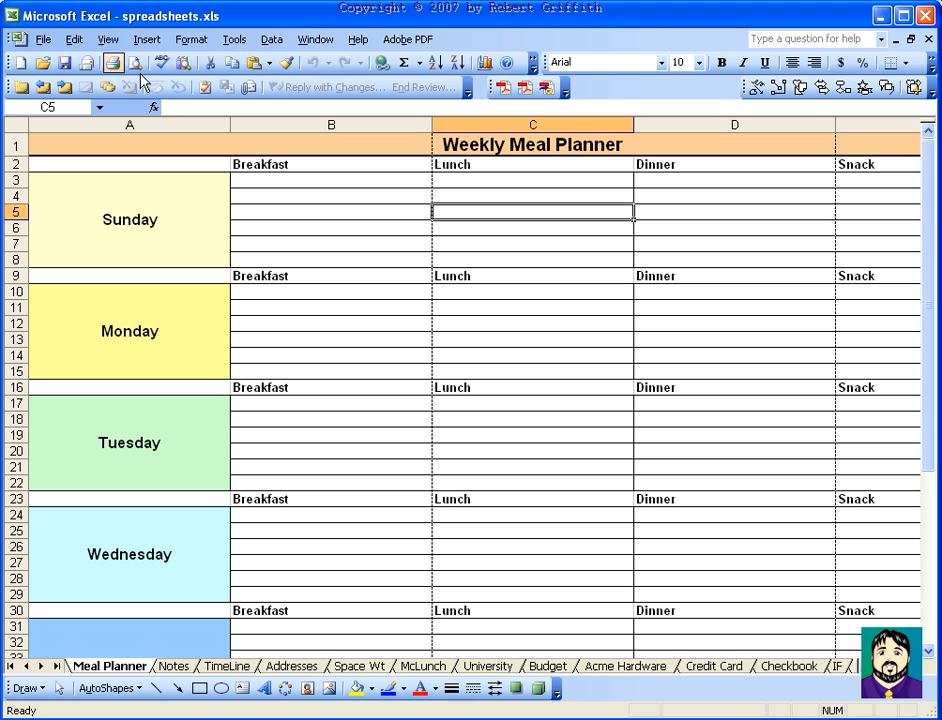 Copyright © 2007 by Robert Griffith
Microsoft Excel - spreadsheets.xls
File Edit View Insert Format Tools Data Window Help Adobe PDF Type a question for help
Arial 10 B I U $ %
Reply with Changes... End Review...
C5 fx
A B C D
1 Weekly Meal Planner
2 Breakfast Lunch Dinner Snack
3
4
5 Sunday
6
7
8
9 Breakfast Lunch Dinner Snack
10
11
12 Monday
13
14
15
16 Breakfast Lunch Dinner Snack
17
18
19 Tuesday
20
21
22
23 Breakfast Lunch Dinner Snack
24
25
26 Wednesday
27
28
29
30 Breakfast Lunch Dinner Snack
31
32
33
Meal Planner Notes TimeLine Addresses Space Wt McLunch University Budget Acme Hardware Credit Card Checkbook IF
Draw AutoShapes
Ready NUM